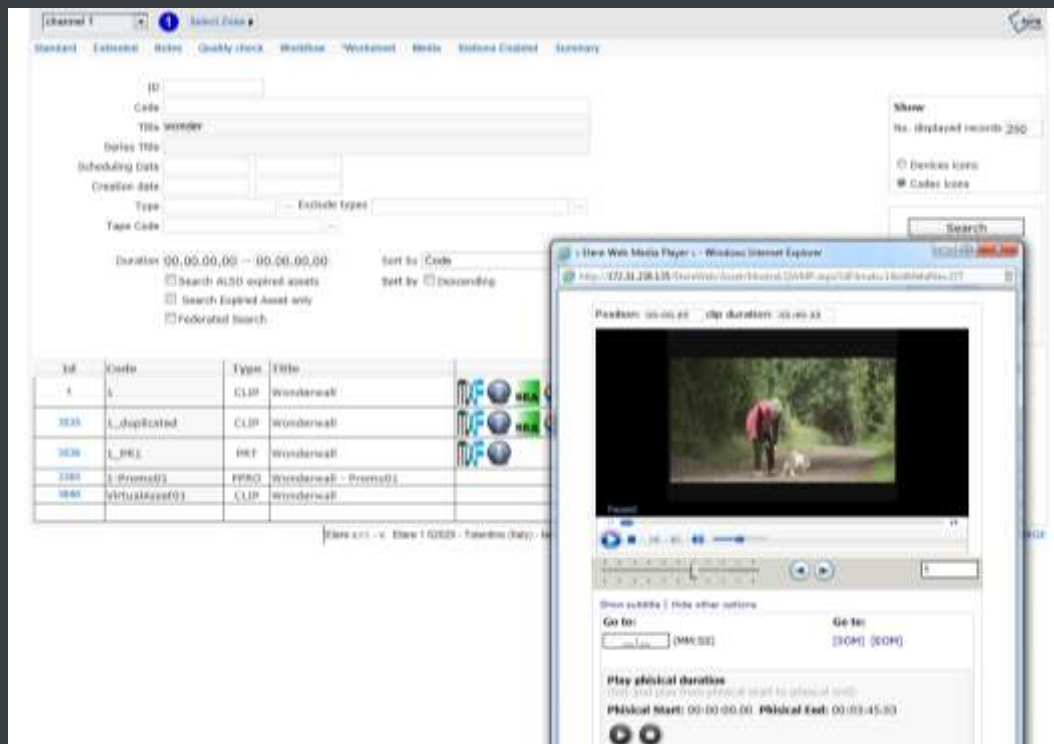 channel 1
1
Select Zone
Standard Extended Notes Quality check Workflow Worksheet Media Stations Enabled Summary
ID
Code
Title wonder
Series Title
Scheduling Date
Creation date
Type -- Exclude types
Tape Code
Duration 00.00.00,00 -- 00.00.00,00 Sort by Code
Search ALSO expired assets Sort by Descending
Search Expired Asset only
Federated Search
Show
No. displayed records 250
Devices Icons
Codec Icons
Search
Id Code Type Title
1 1 CLIP Wonderwall
1_duplicated CLIP Wonderwall
1_PR1 PRT Wonderwall
1-Promo01 PPRO Wonderwall - Promo01
VirtualAsset01 CLIP Wonderwall
Etere Web Media Player - Windows Internet Explorer
Position: clip duration:
Paused
1
Show subtitle | Hide other options
Go to: Go to:
(MM:SS) [SOM] [EOM]
Play phisical duration
Phisical Start: 00:00:00.00 Phisical End: 00:03:45.03